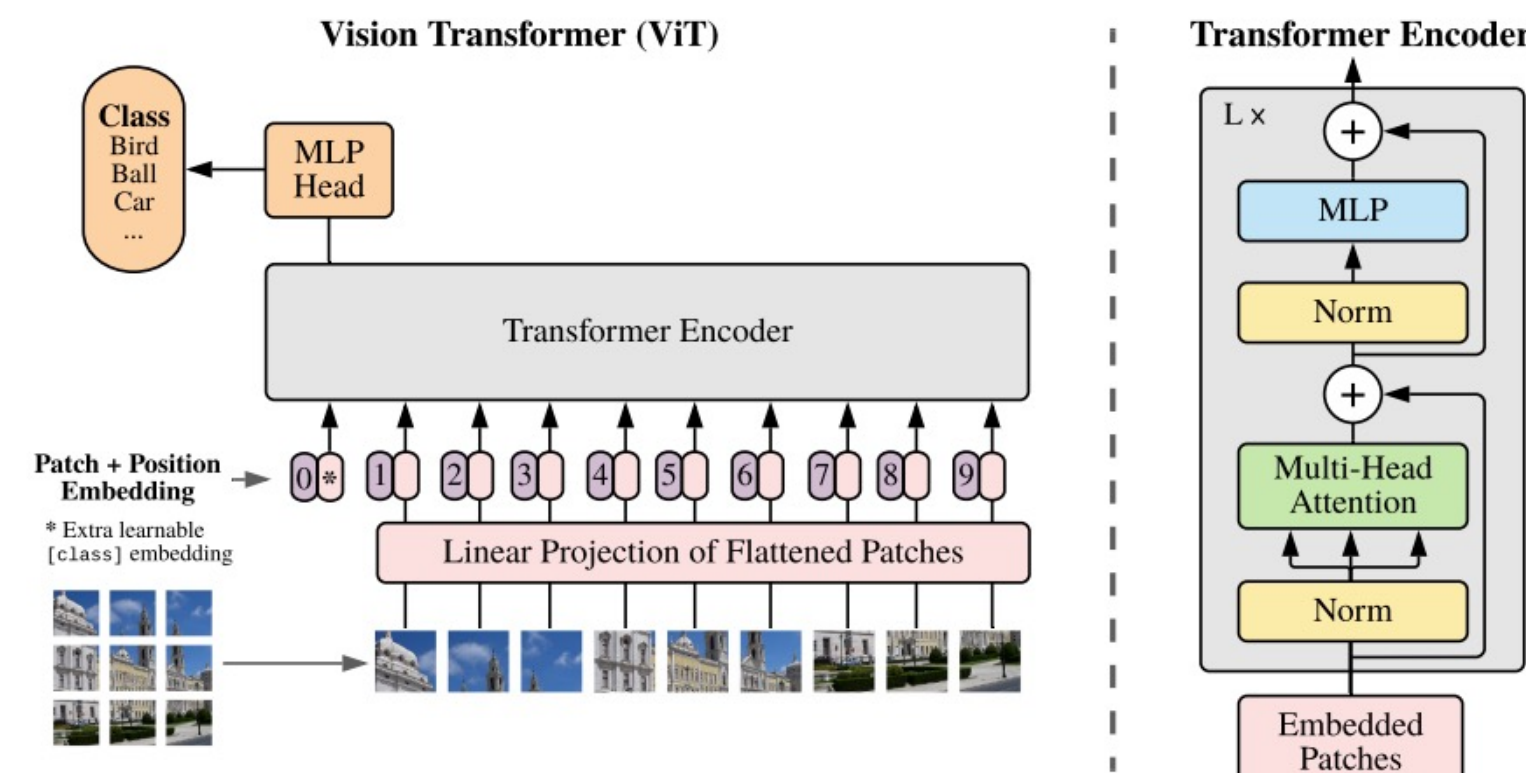 Vision Transformer (ViT)
Class
Bird
Ball
Car
...
MLP
Head
Transformer Encoder
Patch + Position
Embedding
0 * 1 2 3 4 5 6 7 8 9
* Extra learnable
[class] embedding
Linear Projection of Flattened Patches
Transformer Encoder
L ×
+
MLP
Norm
+
Multi-Head
Attention
Norm
Embedded
Patches